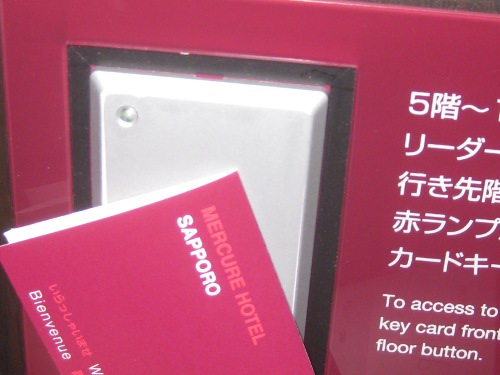 5階～
リーダー
行き先階
赤ランプ
カードキー
To access to
key card front
floor button.
MERCURE HOTEL
SAPPORO
いらっしゃいませ
Bienvenue